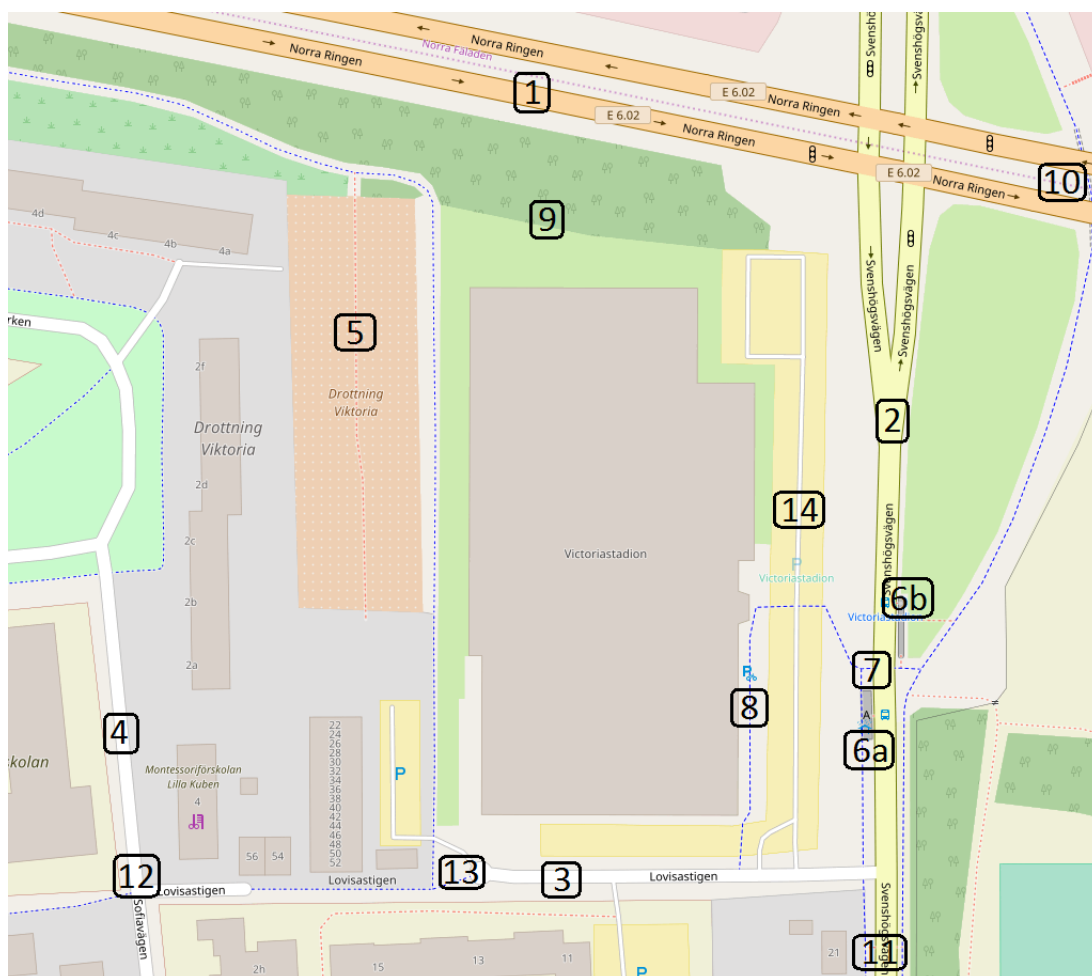 Norra Ringen
Norra Ringen
Norra Fäladen
Svenshögsvä
Svenshögsvä
1
E 6.02
Norra Ringen
E 6.02
Norra Ringen
E 6.02
Norra Ringen
10
4d
4c
4b
4a
9
Svenshögsvägen
Svenshögsvägen
rken
5
2f
Drottning
Viktoria
Drottning
Viktoria
2
2d
14
2c
Victoriastadion
P
Victoriastadion
Svenshögsvägen
2b
6b
Victoriastadion
2a
7
P
8
4
A
6a
skolan
Montessoriförskolan
Lilla Kuben
4
P
22
24
26
28
30
32
34
36
38
40
42
44
46
48
50
52
56
54
12
Lovisastigen
Lovisastigen
13
3
Lovisastigen
Sofiavägen
Svenshögsvägen
11
2h
15
13
11
P
21